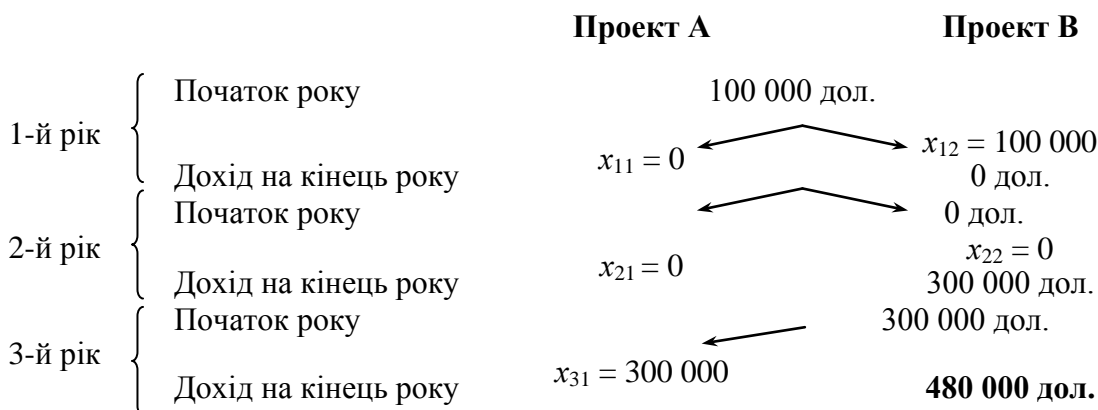 Проект А Проект В
Початок року 100 000 дол.
1-й рік x₁₁ = 0 x₁₂ = 100 000
Дохід на кінець року 0 дол.
Початок року 0 дол.
2-й рік x₂₁ = 0 x₂₂ = 0
Дохід на кінець року 300 000 дол.
Початок року 300 000 дол.
3-й рік x₃₁ = 300 000
Дохід на кінець року 480 000 дол.